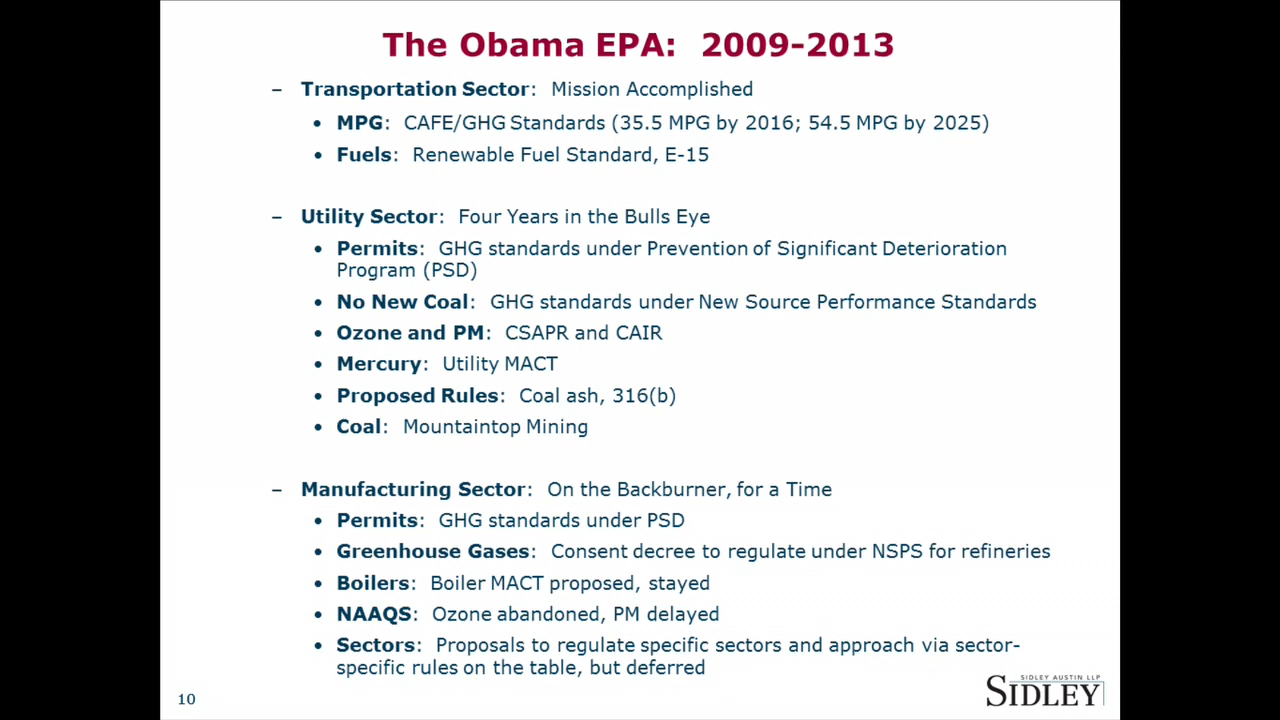 The Obama EPA: 2009-2013
– Transportation Sector: Mission Accomplished
• MPG: CAFE/GHG Standards (35.5 MPG by 2016; 54.5 MPG by 2025)
• Fuels: Renewable Fuel Standard, E-15
– Utility Sector: Four Years in the Bulls Eye
• Permits: GHG standards under Prevention of Significant Deterioration
Program (PSD)
• No New Coal: GHG standards under New Source Performance Standards
• Ozone and PM: CSAPR and CAIR
• Mercury: Utility MACT
• Proposed Rules: Coal ash, 316(b)
• Coal: Mountaintop Mining
– Manufacturing Sector: On the Backburner, for a Time
• Permits: GHG standards under PSD
• Greenhouse Gases: Consent decree to regulate under NSPS for refineries
• Boilers: Boiler MACT proposed, stayed
• NAAQS: Ozone abandoned, PM delayed
• Sectors: Proposals to regulate specific sectors and approach via sector-
specific rules on the table, but deferred
10
SIDLEY AUSTIN LLP
SIDLEY